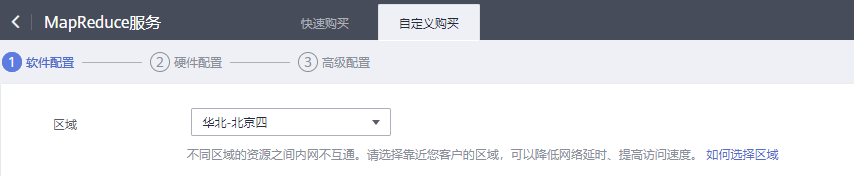 MapReduce服务 快速购买 自定义购买
1 软件配置 2 硬件配置 3 高级配置
区域 华北-北京四
不同区域的资源之间内网不互通。请选择靠近您客户的区域，可以降低网络延时、提高访问速度。 如何选择区域